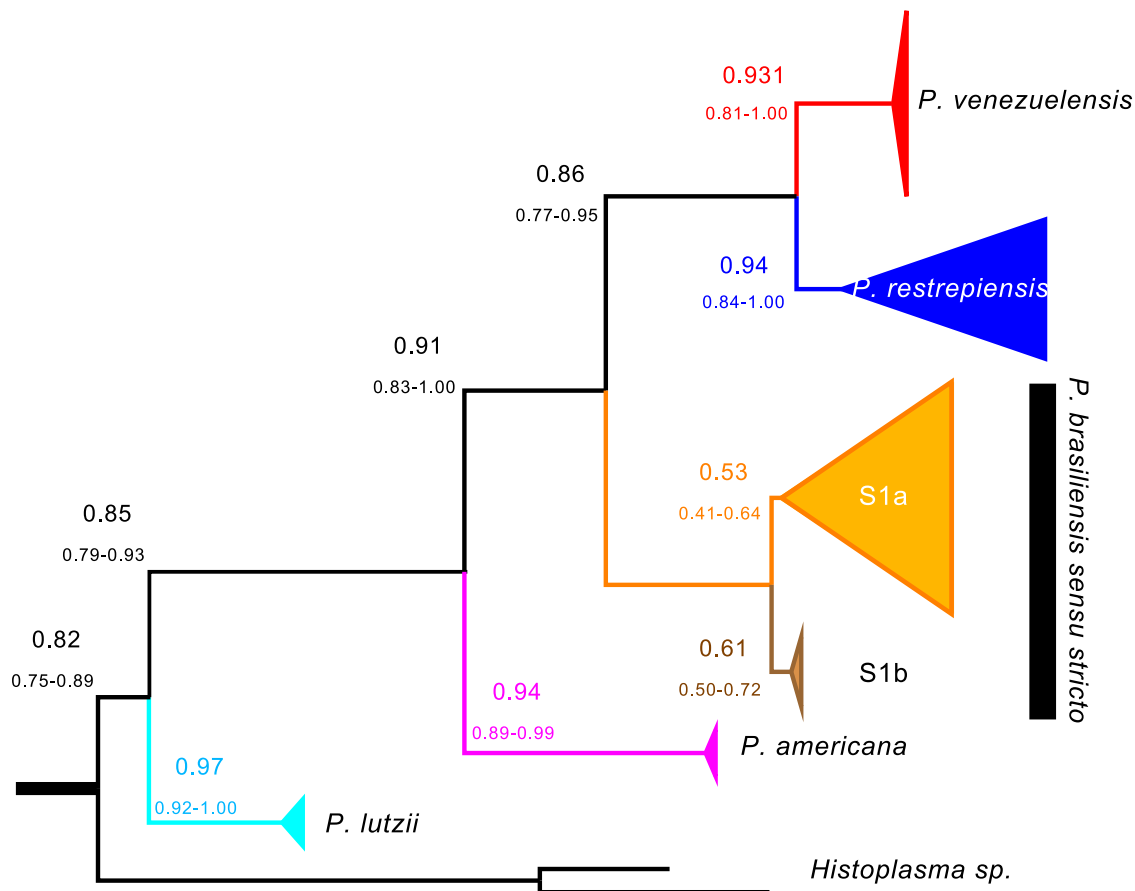 0.931
0.81-1.00
P. venezuelensis
0.86
0.77-0.95
0.94
0.84-1.00
P. restrepiensis
0.91
0.83-1.00
P. brasiliensis sensu stricto
0.53
0.41-0.64
S1a
0.85
0.79-0.93
0.61
0.50-0.72
S1b
0.82
0.75-0.89
0.94
0.89-0.99
P. americana
0.97
0.92-1.00
P. lutzii
Histoplasma sp.